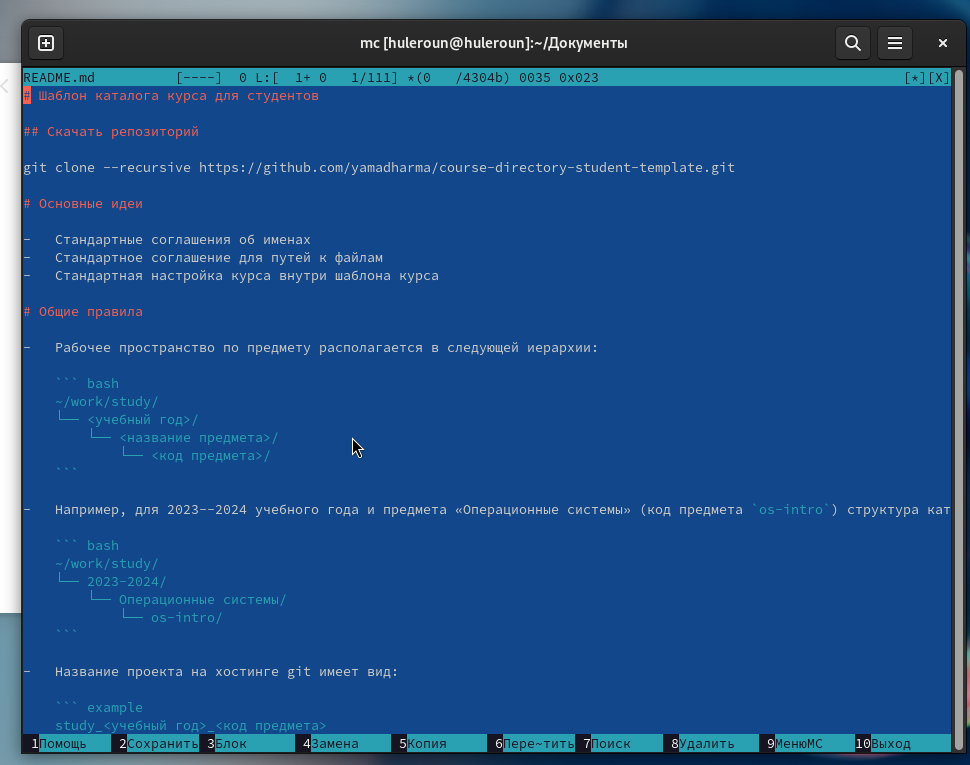 mc [huleroun@huleroun]:~/Документы
README.md [----] 0 L:[ 1+ 0 1/111] *(0 /4304b) 0035 0x023 [*][X]
# Шаблон каталога курса для студентов
## Скачать репозиторий
git clone --recursive https://github.com/yamadharma/course-directory-student-template.git
# Основные идеи
- Стандартные соглашения об именах
- Стандартное соглашение для путей к файлам
- Стандартная настройка курса внутри шаблона курса
# Общие правила
- Рабочее пространство по предмету располагается в следующей иерархии:
``` bash
~/work/study/
└── <учебный год>/
└── <название предмета>/
└── <код предмета>/
```
- Например, для 2023--2024 учебного года и предмета «Операционные системы» (код предмета `os-intro`) структура кат
``` bash
~/work/study/
└── 2023-2024/
└── Операционные системы/
└── os-intro/
```
- Название проекта на хостинге git имеет вид:
``` example
study_<учебный год>_<код предмета>
1Помощь 2Сохранить 3Блок 4Замена 5Копия 6Пере~тить 7Поиск 8Удалить 9МенюМС 10Выход